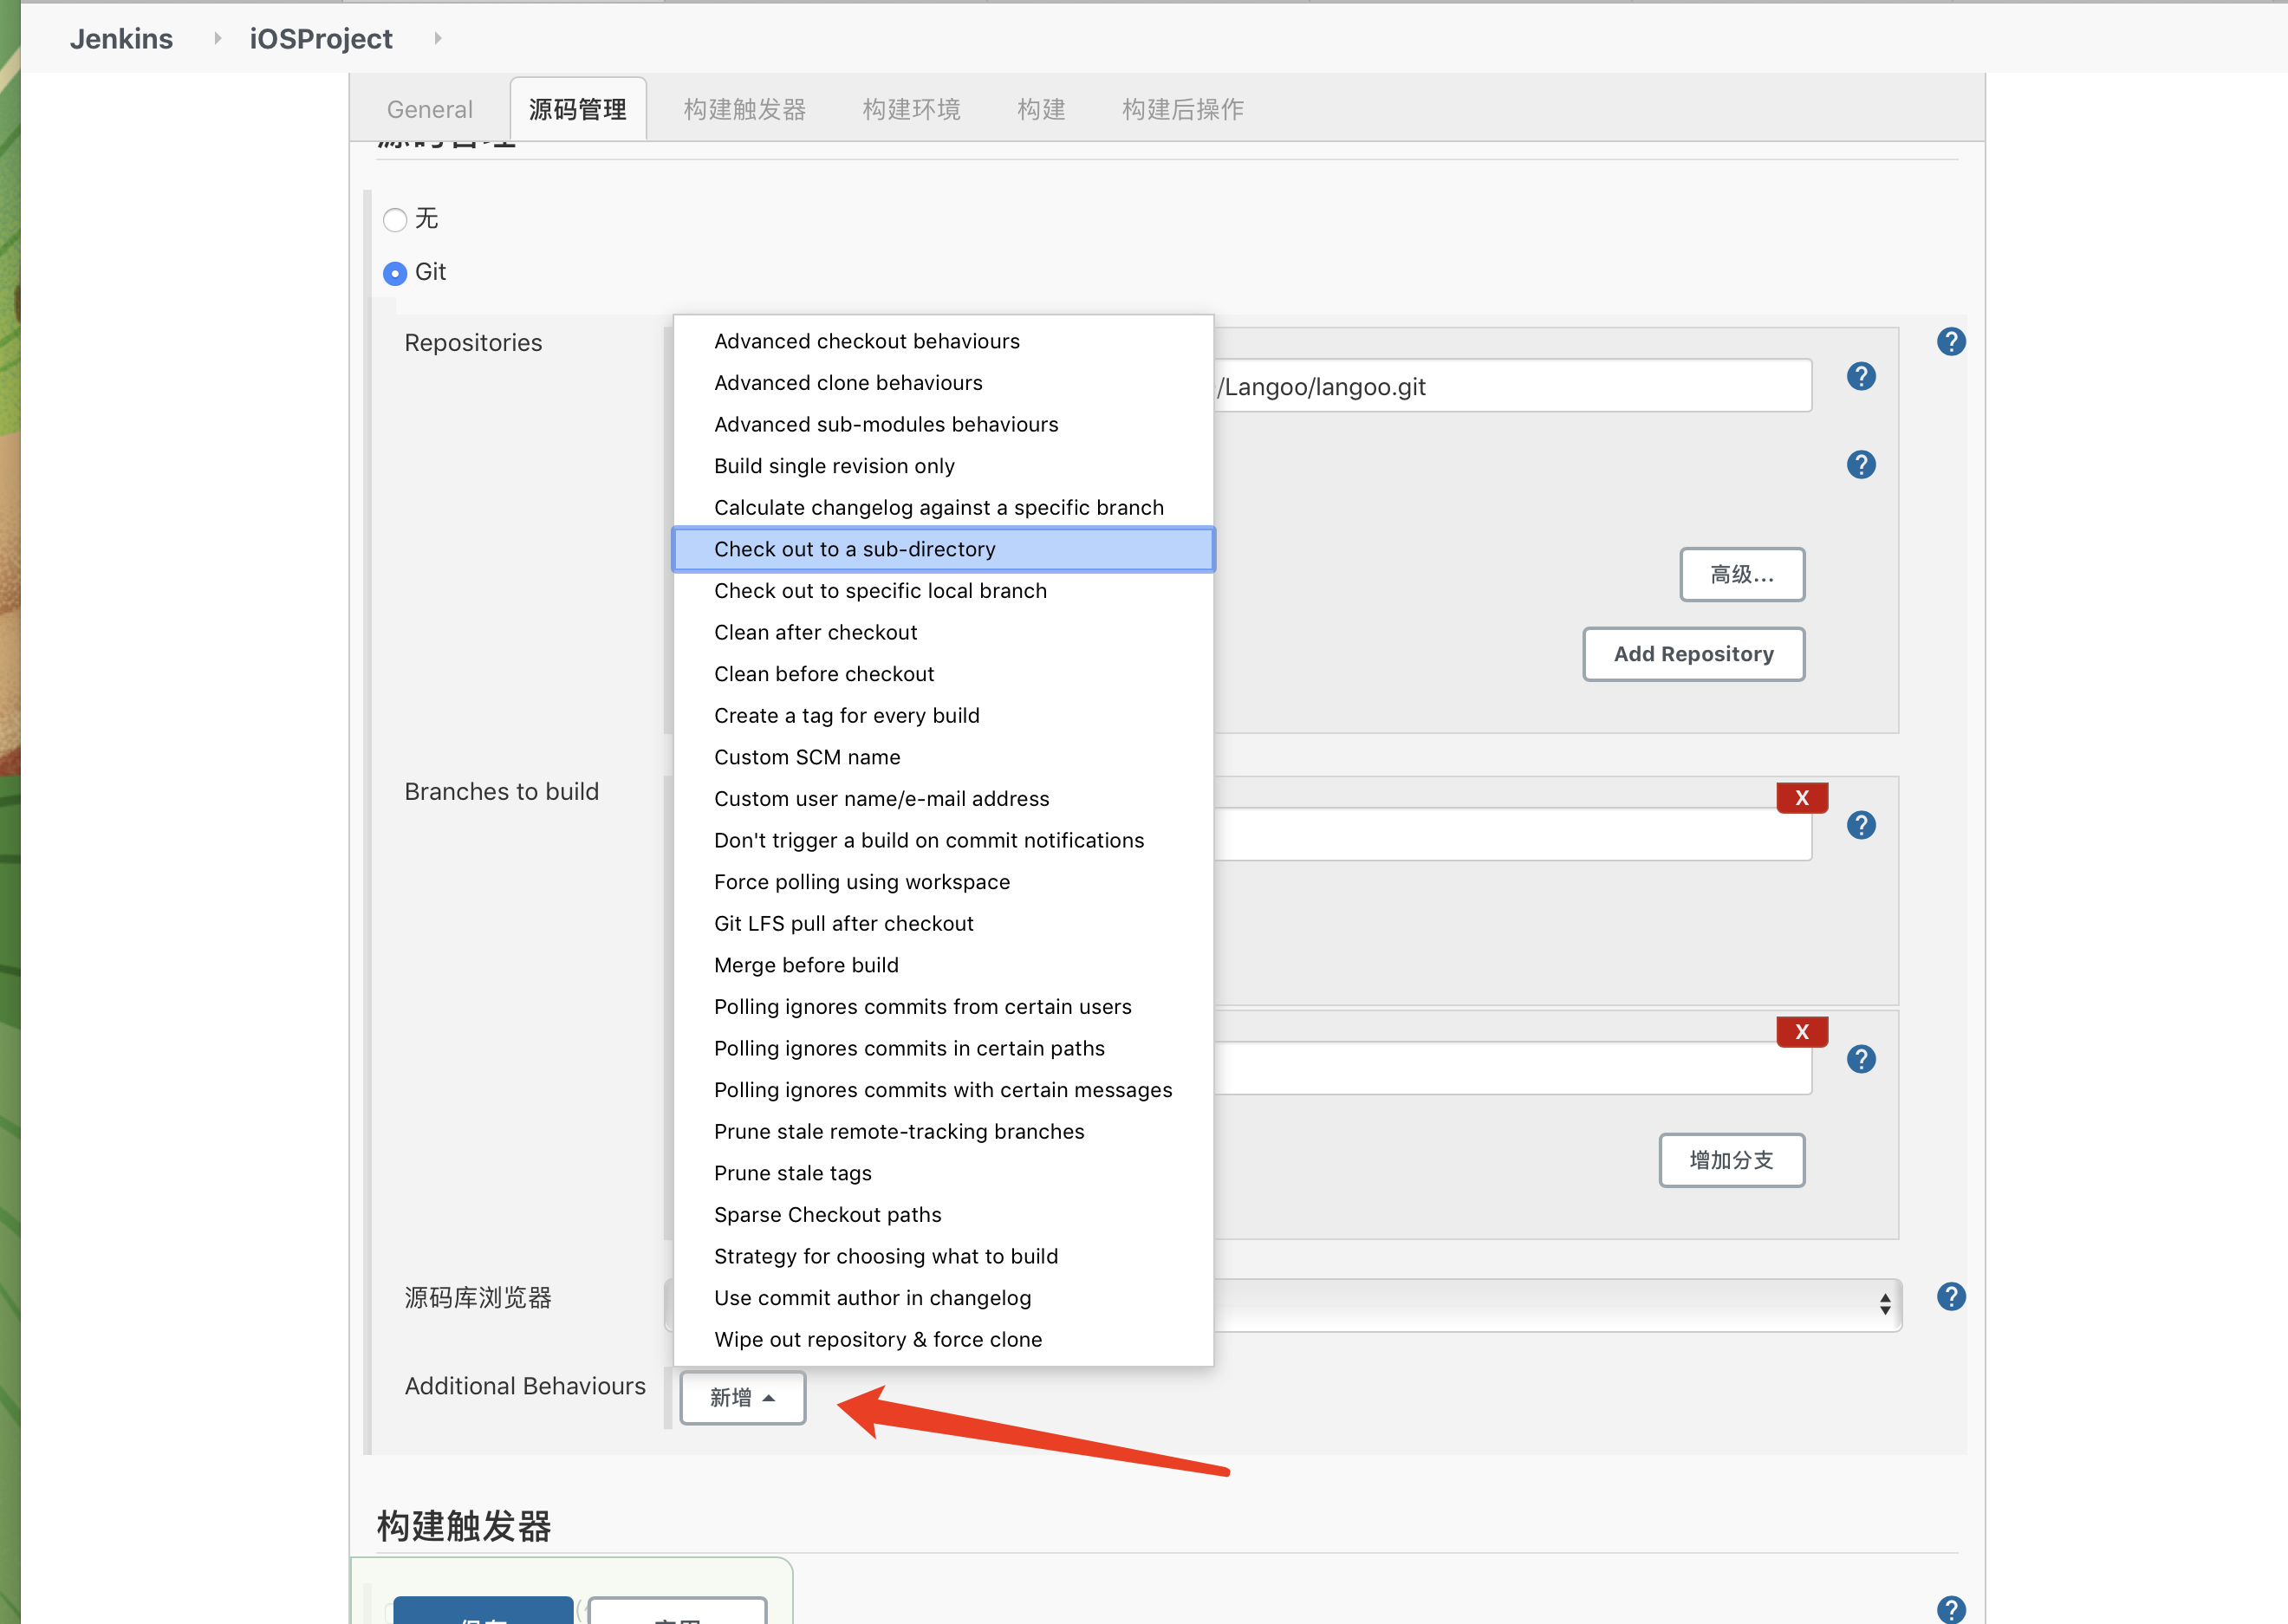 Jenkins iOSProject
General 源码管理 构建触发器 构建环境 构建 构建后操作
源码管理
无
Git
Repositories
/Langoo/langoo.git
高级...
Add Repository
Branches to build
X
X
增加分支
源码库浏览器
Additional Behaviours
新增
Advanced checkout behaviours
Advanced clone behaviours
Advanced sub-modules behaviours
Build single revision only
Calculate changelog against a specific branch
Check out to a sub-directory
Check out to specific local branch
Clean after checkout
Clean before checkout
Create a tag for every build
Custom SCM name
Custom user name/e-mail address
Don't trigger a build on commit notifications
Force polling using workspace
Git LFS pull after checkout
Merge before build
Polling ignores commits from certain users
Polling ignores commits in certain paths
Polling ignores commits with certain messages
Prune stale remote-tracking branches
Prune stale tags
Sparse Checkout paths
Strategy for choosing what to build
Use commit author in changelog
Wipe out repository & force clone
构建触发器
保存 应用